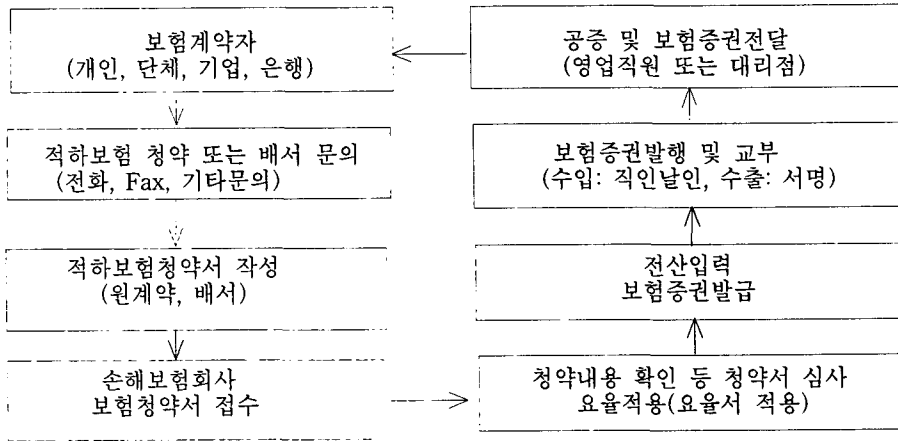 보험계약자
(개인, 단체, 기업, 은행)
적하보험 청약 또는 배서 문의
(전화, Fax, 기타문의)
적하보험청약서 작성
(원계약, 배서)
손해보험회사
보험청약서 접수
청약내용 확인 등 청약서 심사
요율적용(요율서 적용)
전산입력
보험증권발급
보험증권발행 및 교부
(수입: 직인날인, 수출: 서명)
공증 및 보험증권전달
(영업직원 또는 대리점)